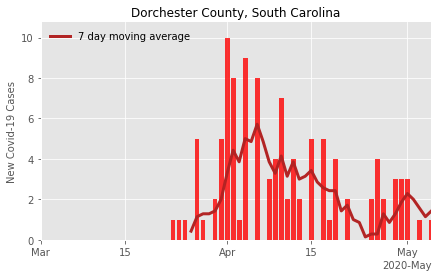 Dorchester County, South Carolina
7 day moving average
New Covid-19 Cases
10
8
6
4
2
0
Mar 15 Apr 15 May
2020-May